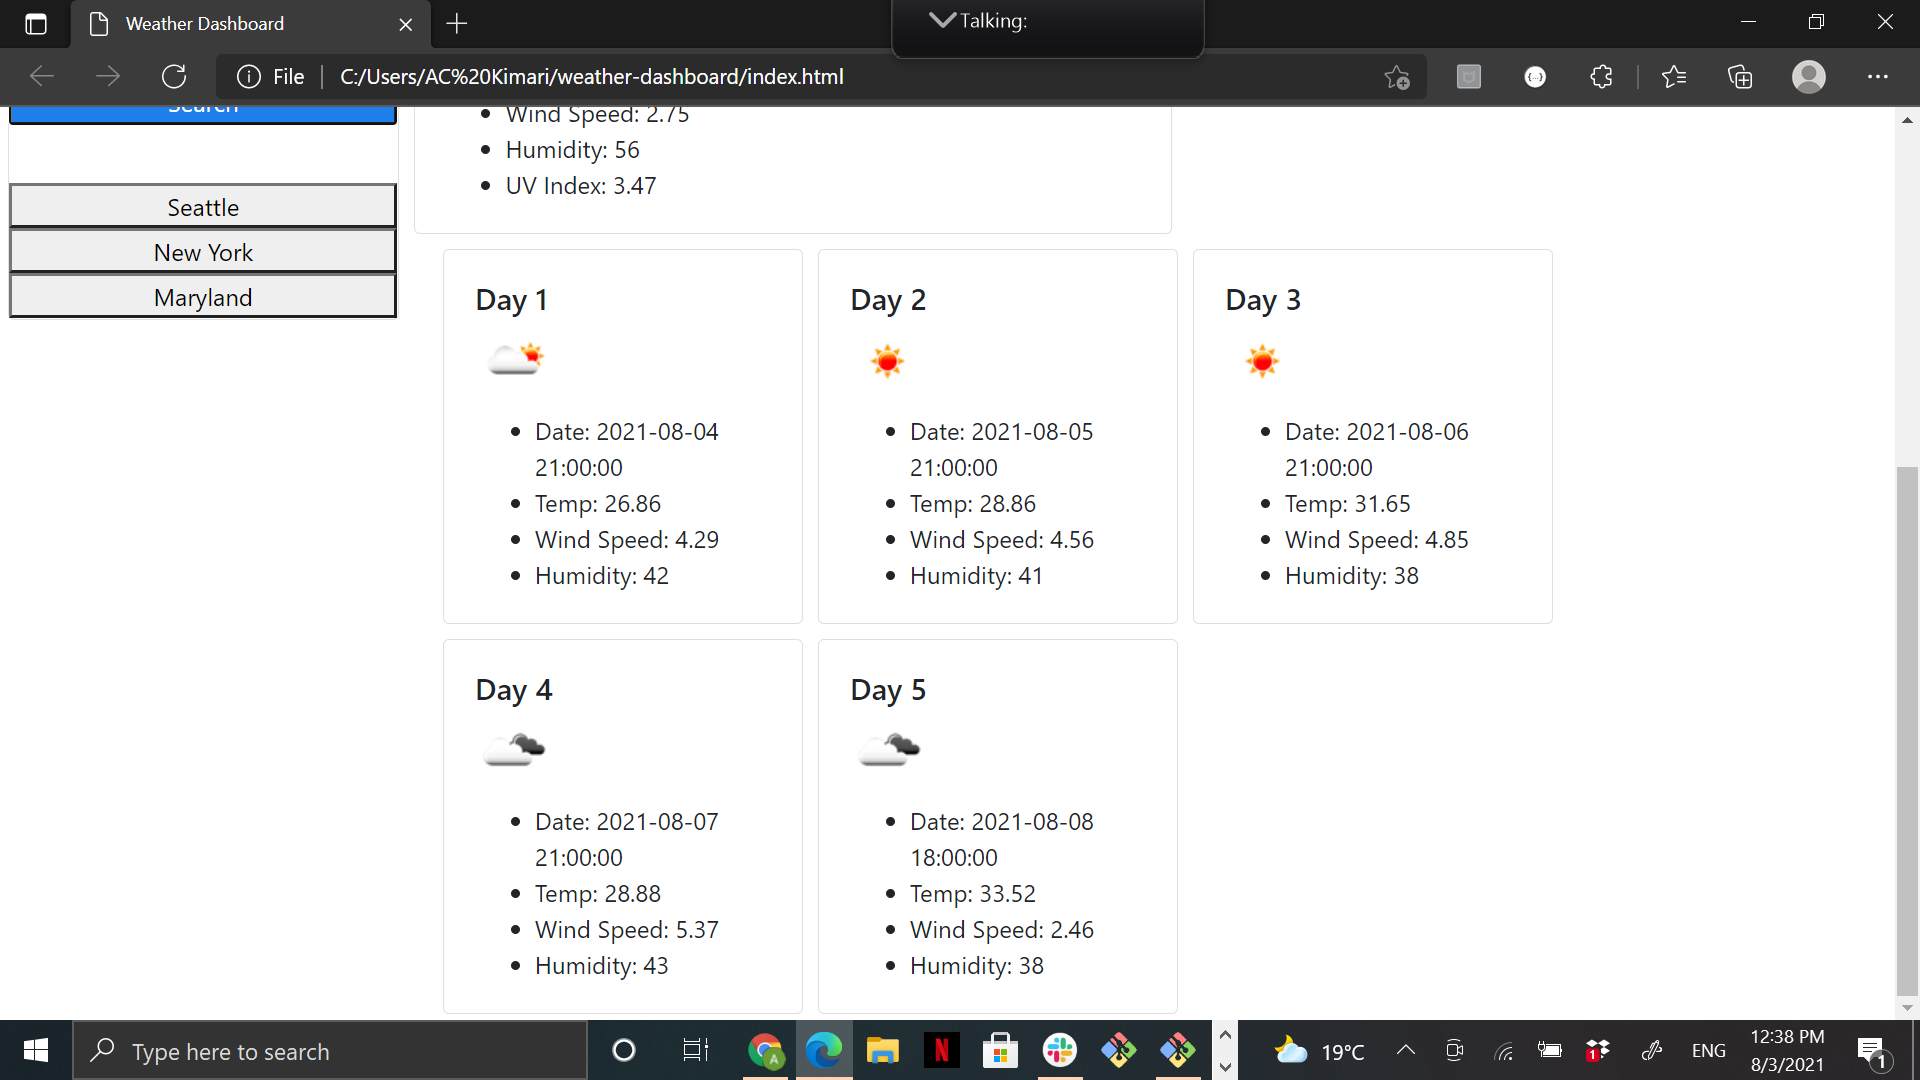 Weather Dashboard
Talking:
File
C:/Users/AC%20Kimari/weather-dashboard/index.html
Search
Wind Speed: 2.75
Humidity: 56
UV Index: 3.47
Seattle
New York
Maryland
Day 1
Date: 2021-08-04
21:00:00
Temp: 26.86
Wind Speed: 4.29
Humidity: 42
Day 2
Date: 2021-08-05
21:00:00
Temp: 28.86
Wind Speed: 4.56
Humidity: 41
Day 3
Date: 2021-08-06
21:00:00
Temp: 31.65
Wind Speed: 4.85
Humidity: 38
Day 4
Date: 2021-08-07
21:00:00
Temp: 28.88
Wind Speed: 5.37
Humidity: 43
Day 5
Date: 2021-08-08
18:00:00
Temp: 33.52
Wind Speed: 2.46
Humidity: 38
Type here to search
A
N
19°C
1
ENG
12:38 PM
8/3/2021
1